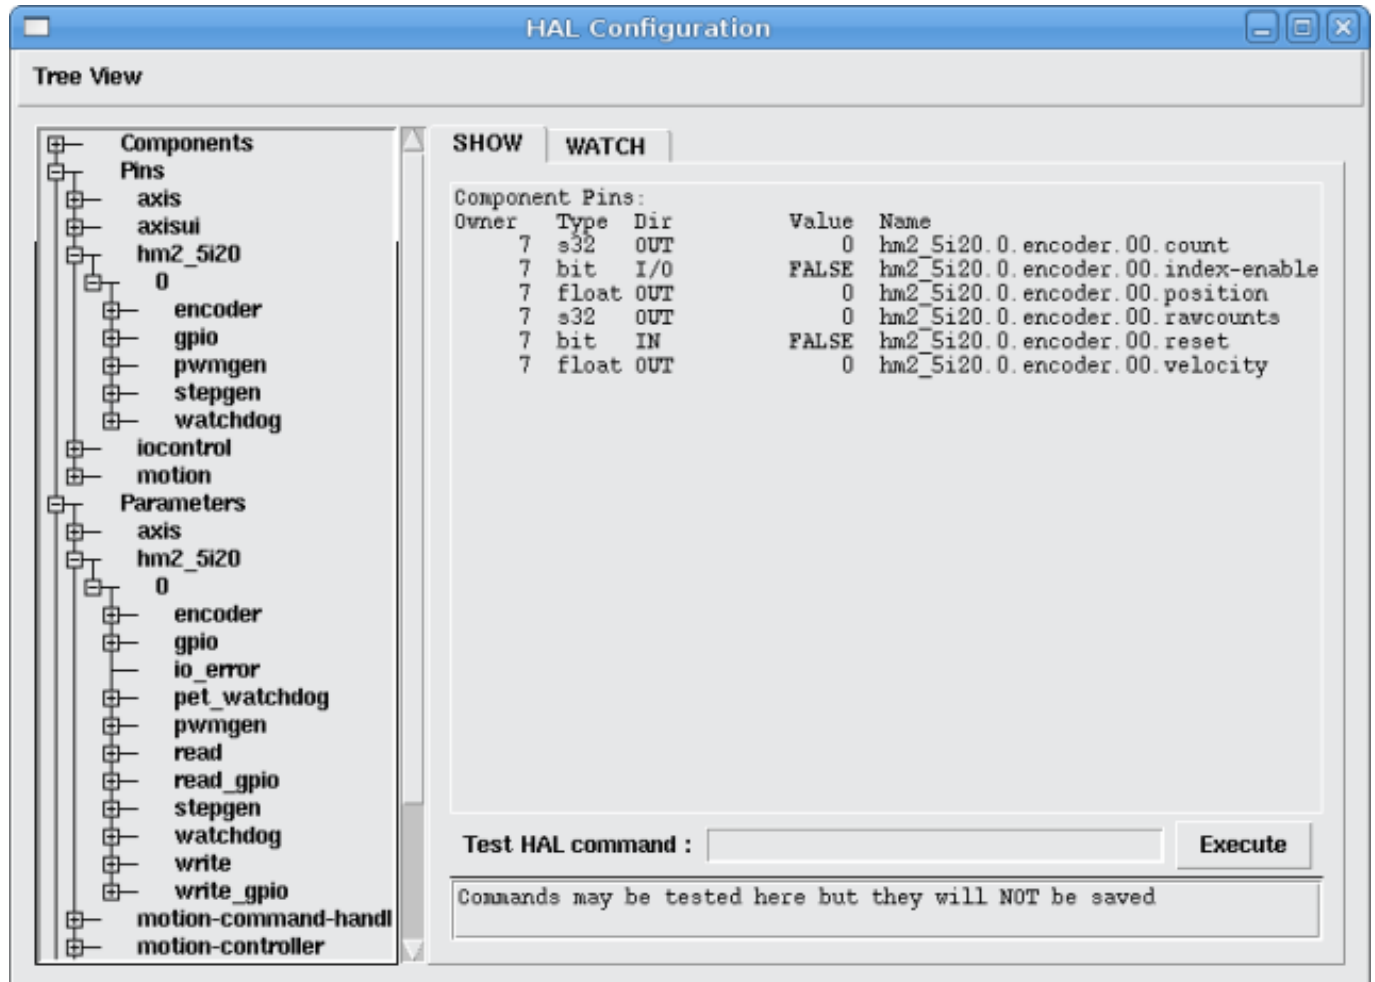 HAL Configuration
Tree View
Components
Pins
axis
axisui
hm2_5i20
0
encoder
gpio
pwmgen
stepgen
watchdog
iocontrol
motion
Parameters
axis
hm2_5i20
0
encoder
gpio
io_error
pet_watchdog
pwmgen
read
read_gpio
stepgen
watchdog
write
write_gpio
motion-command-handl
motion-controller
SHOW WATCH
Component Pins:
Owner Type Dir Value Name
7 s32 OUT 0 hm2_5i20.0.encoder.00.count
7 bit I/O FALSE hm2_5i20.0.encoder.00.index-enable
7 float OUT 0 hm2_5i20.0.encoder.00.position
7 s32 OUT 0 hm2_5i20.0.encoder.00.rawcounts
7 bit IN FALSE hm2_5i20.0.encoder.00.reset
7 float OUT 0 hm2_5i20.0.encoder.00.velocity
Test HAL command : Execute
Commands may be tested here but they will NOT be saved